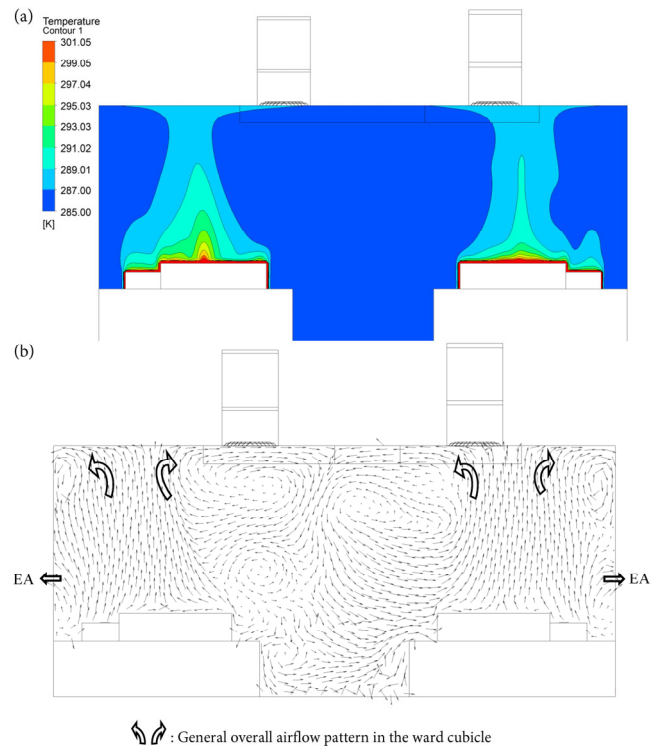 (a)
Temperature
Contour 1
301.05
299.05
297.04
295.03
293.03
291.02
289.01
287.00
285.00
[K]
(b)
EA
EA
: General overall airflow pattern in the ward cubicle